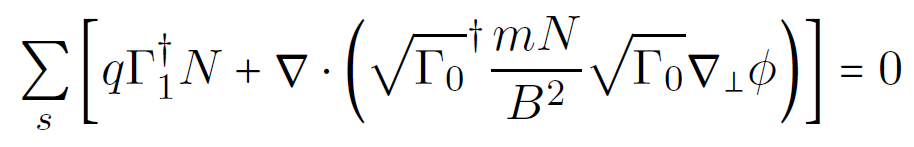 \sum_{s} \left[ q\Gamma_1^\dagger N + \nabla \cdot \left( \sqrt{\Gamma_0}^\dagger \frac{mN}{B^2} \sqrt{\Gamma_0} \nabla_\perp \phi \right) \right] = 0